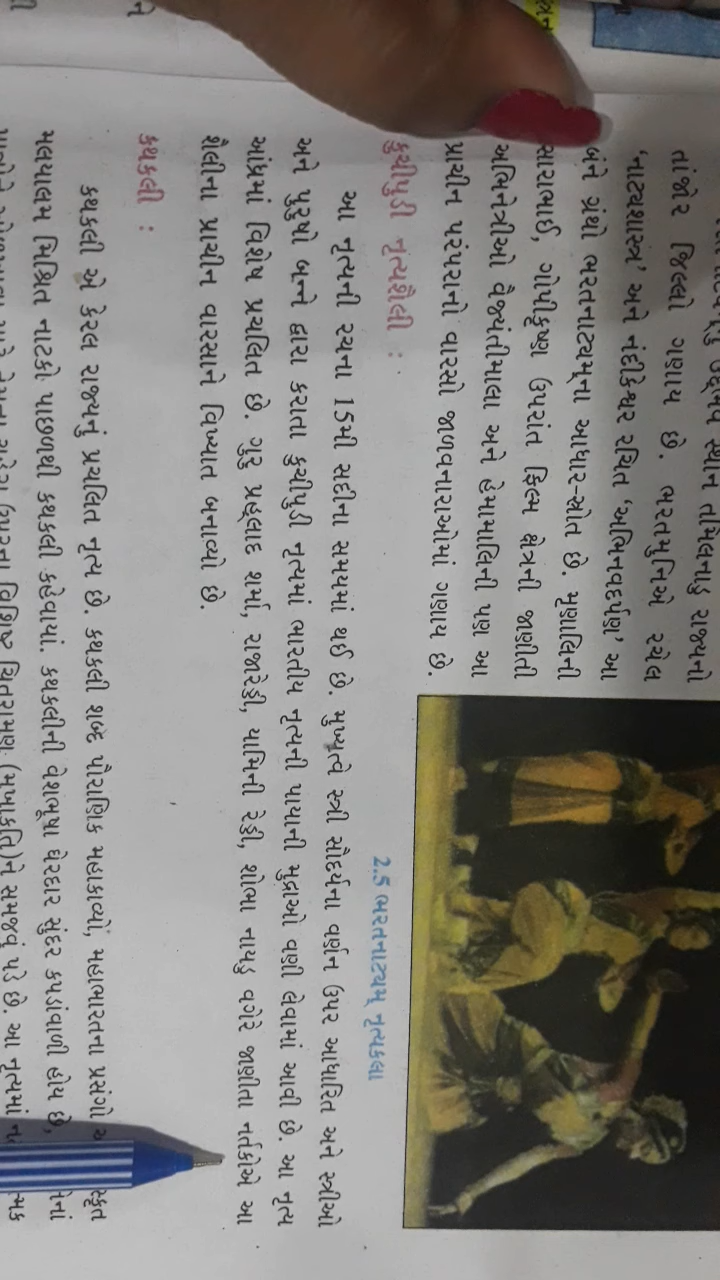 તાંજોર જિલ્લો ગણાય છે. ભરતમુનિએ રચેલ
'નાટ્યશાસ્ત્ર' અને નંદીકેશ્વર રચિત 'અભિનવદર્પણ' આ
બંને ગ્રંથો ભરતનાટ્યમ્‌ના આધાર-સ્રોત છે. મૃણાલિની
સારાભાઈ, ગોપીકૃષ્ણ ઉપરાંત ફિલ્મ ક્ષેત્રની જાણીતી
અભિનેત્રીઓ વૈજયંતીમાલા અને હેમામાલિની પણ આ
પ્રાચીન પરંપરાનો વારસો જાળવનારાઓમાં ગણાય છે.
2.5 ભરતનાટ્યમ્ નૃત્યકલા
કુચીપુડી નૃત્યશૈલી :
આ નૃત્યની રચના 15મી સદીના સમયમાં થઈ છે. મુખ્યત્વે સ્ત્રી સૌંદર્યના વર્ણન ઉપર આધારિત અને સ્ત્રીઓ
અને પુરુષો બન્ને દ્વારા કરાતા કુચીપુડી નૃત્યમાં ભારતીય નૃત્યની પાયાની મુદ્રાઓ વણી લેવામાં આવી છે. આ નૃત્ય
આંધ્રમાં વિશેષ પ્રચલિત છે. ગુરુ પ્રહ્‌લાદ શર્મા, રાજારેડ્ડી, યામિની રેડ્ડી, શોભા નાયડુ વગેરે જાણીતા નર્તકોએ આ
શૈલીના પ્રાચીન વારસાને વિખ્યાત બનાવ્યો છે.
કથકલી :
કથકલી એ કેરલ રાજ્યનું પ્રચલિત નૃત્ય છે. કથકલી શબ્દ પૌરાણિક મહાકાવ્યો, મહાભારતના પ્રસંગો
મલયાલમ મિશ્રિત નાટકો પાછળથી કથકલી કહેવાયાં. કથકલીની વેશભૂષા ઘેરદાર સુંદર કપડાંવાળી હોય છે,